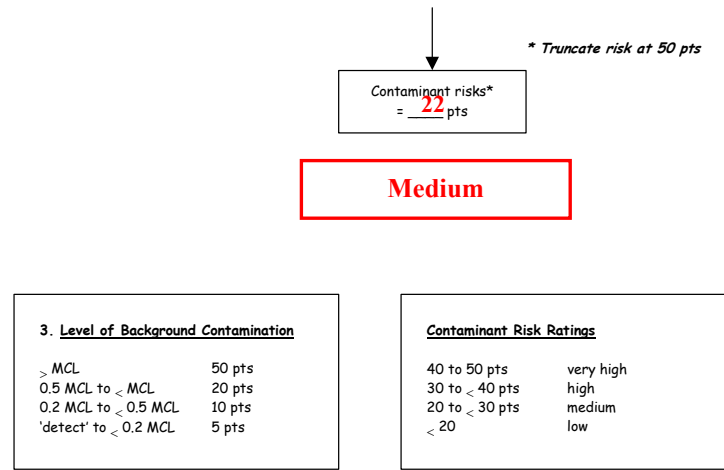 * Truncate risk at 50 pts
Contaminant risks*
= 22 pts
Medium
3. Level of Background Contamination
> MCL 50 pts
0.5 MCL to < MCL 20 pts
0.2 MCL to < 0.5 MCL 10 pts
'detect' to < 0.2 MCL 5 pts
Contaminant Risk Ratings
40 to 50 pts very high
30 to < 40 pts high
20 to < 30 pts medium
< 20 low